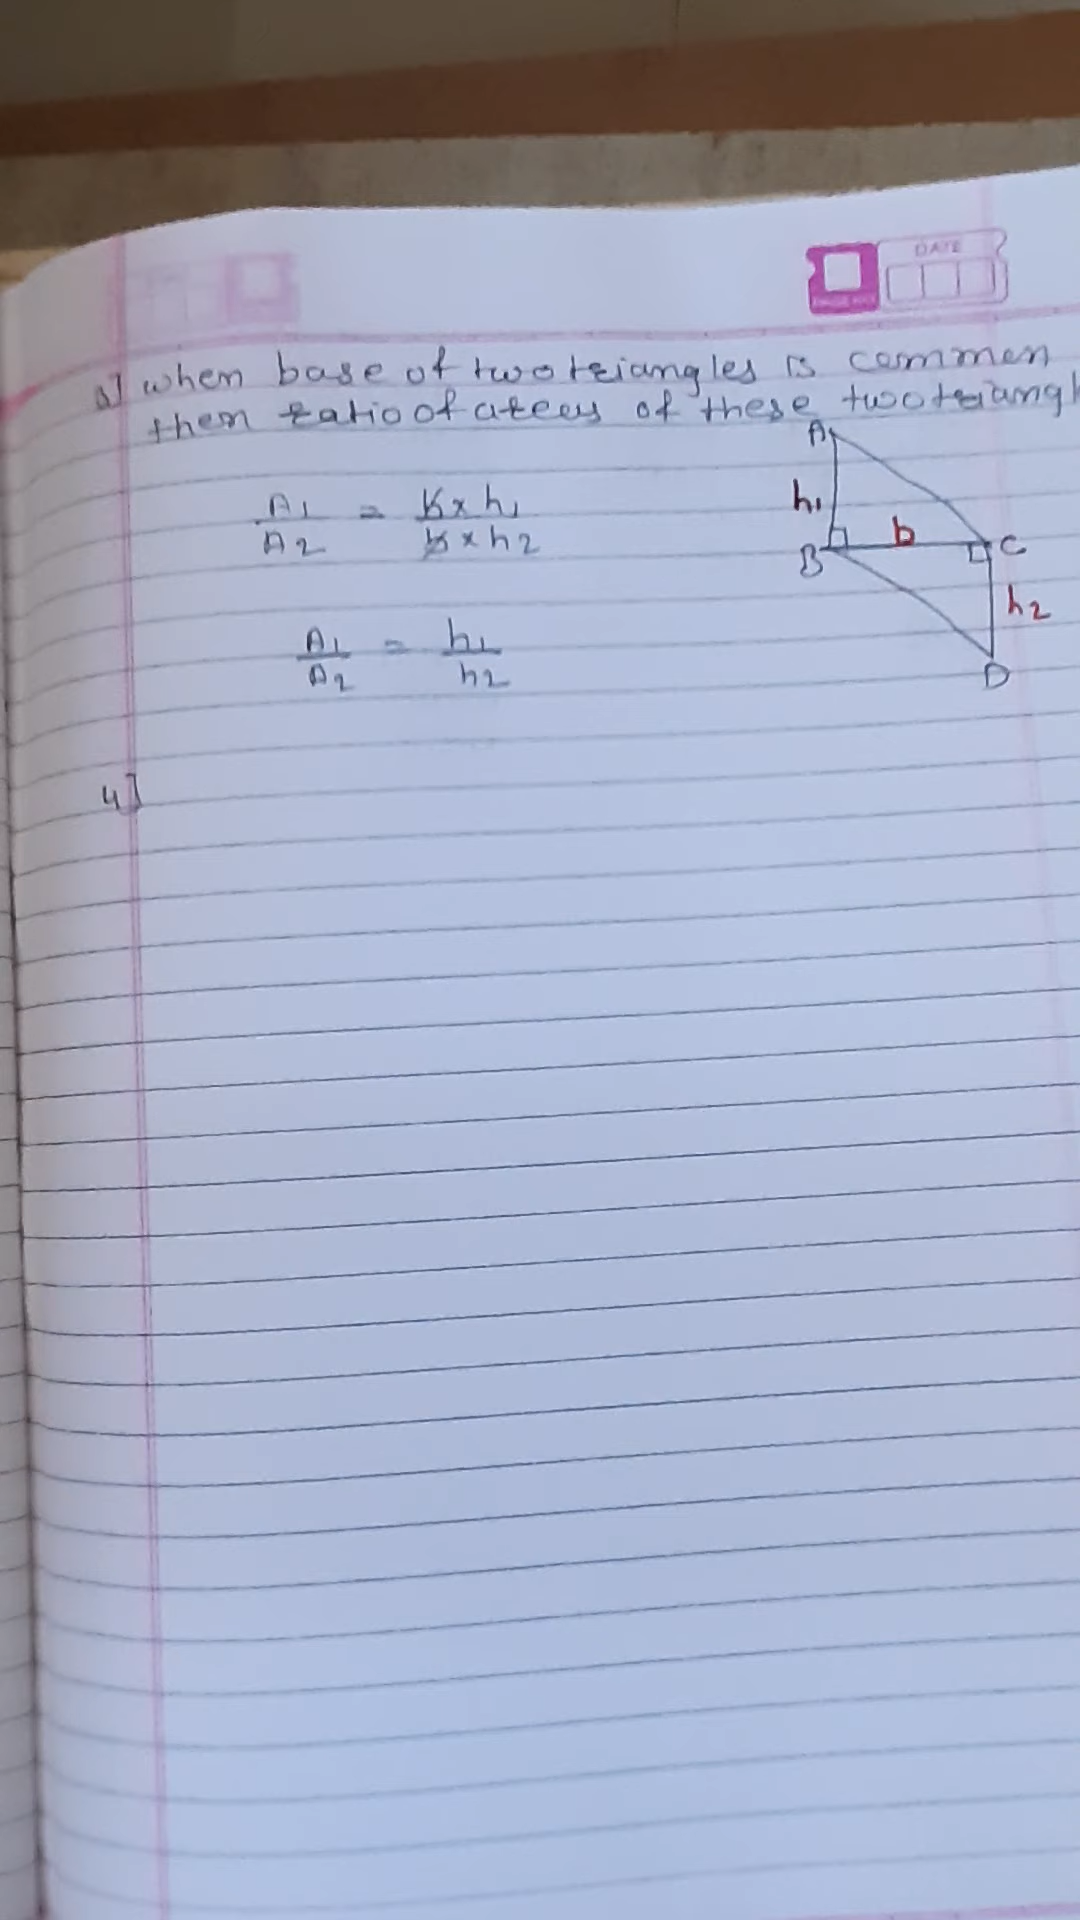 DATE
3] when base of two triangles is common
then ratio of arees of these two triangl
A1 / A2 = b x h1 / b x h2
A
h1
b
B
C
h2
D
A1 / A2 = h1 / h2
4]